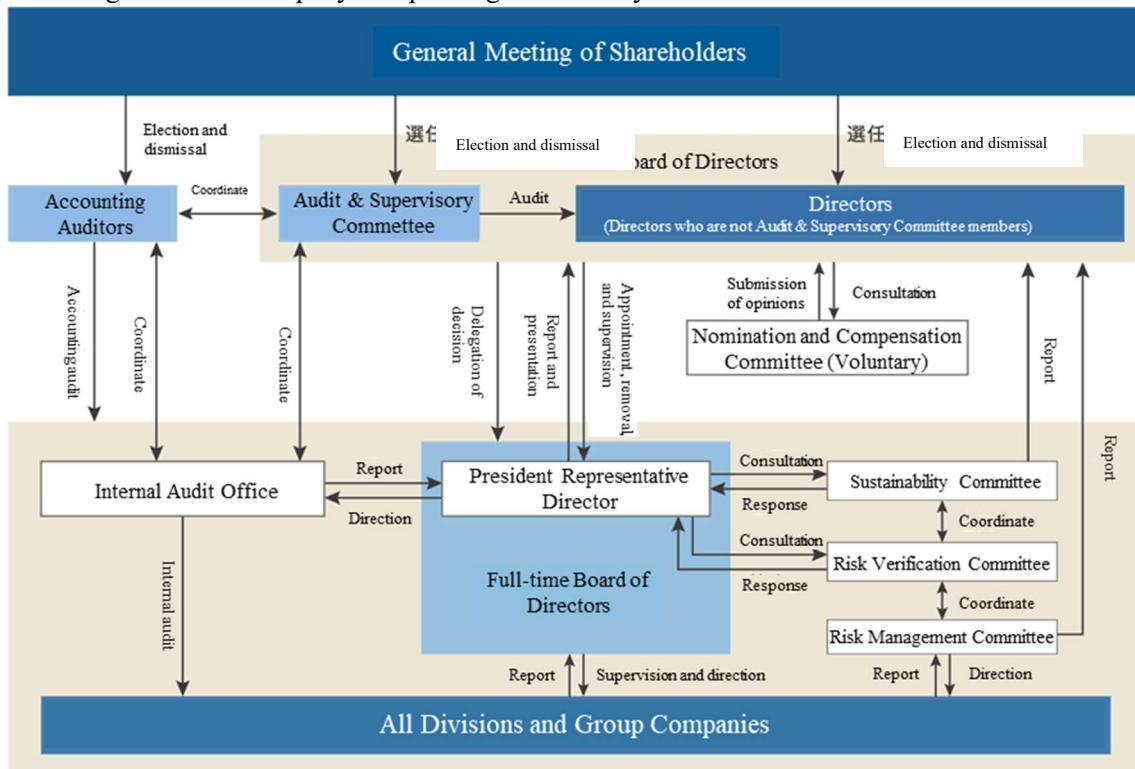 General Meeting of Shareholders
Election and
dismissal
選任
Election and dismissal
選任
Election and dismissal
Board of Directors
Accounting
Auditors
Coordinate
Audit & Supervisory
Commettee
Audit
Directors
(Directors who are not Audit & Supervisory Committee members)
Accounting audit
Coordinate
Coordinate
Delegation of
decision
Report and
presentation
Appointment, removal,
and supervision
Submission
of opinions
Consultation
Nomination and Compensation
Committee (Voluntary)
Report
Report
Internal Audit Office
Report
Direction
President Representative
Director
Consultation
Response
Sustainability Committee
Coordinate
Consultation
Response
Risk Verification Committee
Coordinate
Full-time Board of
Directors
Risk Management Committee
Internal audit
Report
Supervision and direction
Report
Direction
All Divisions and Group Companies